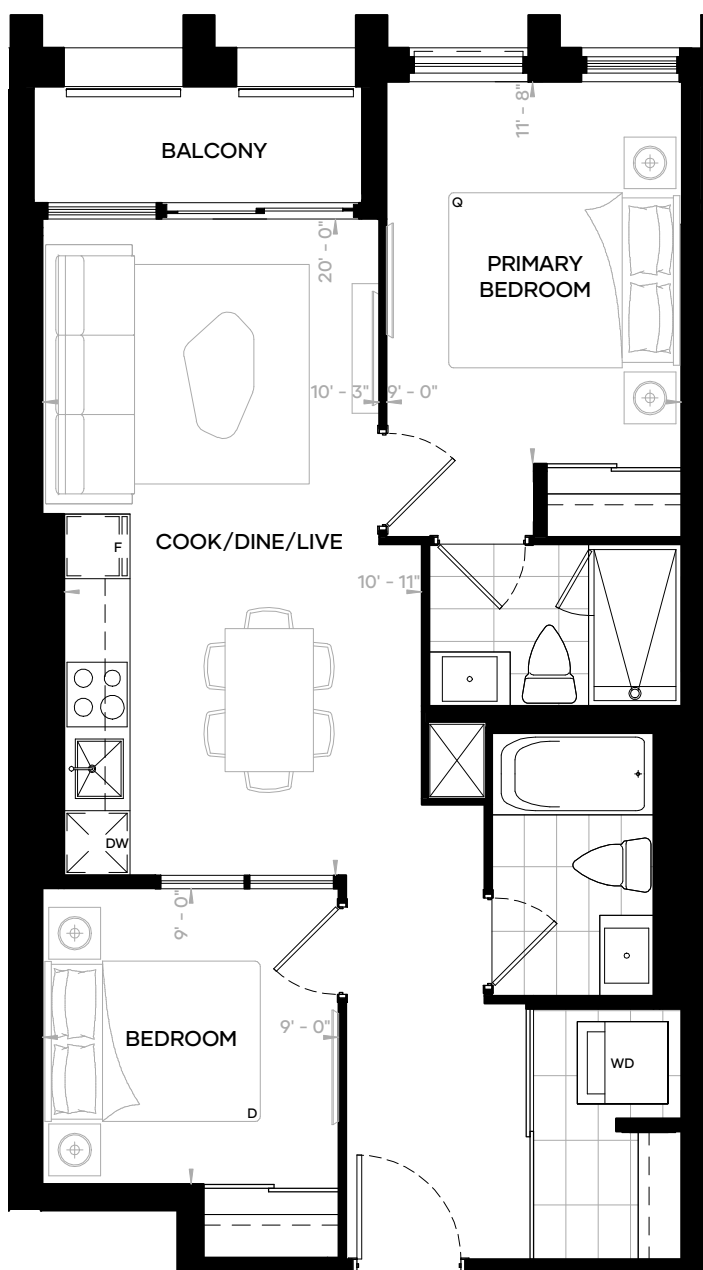 BALCONY
11' - 8"
Q
20' - 0"
PRIMARY
BEDROOM
10' - 3"
9' - 0"
F
COOK/DINE/LIVE
10' - 11"
DW
9' - 0"
9' - 0"
BEDROOM
WD
D